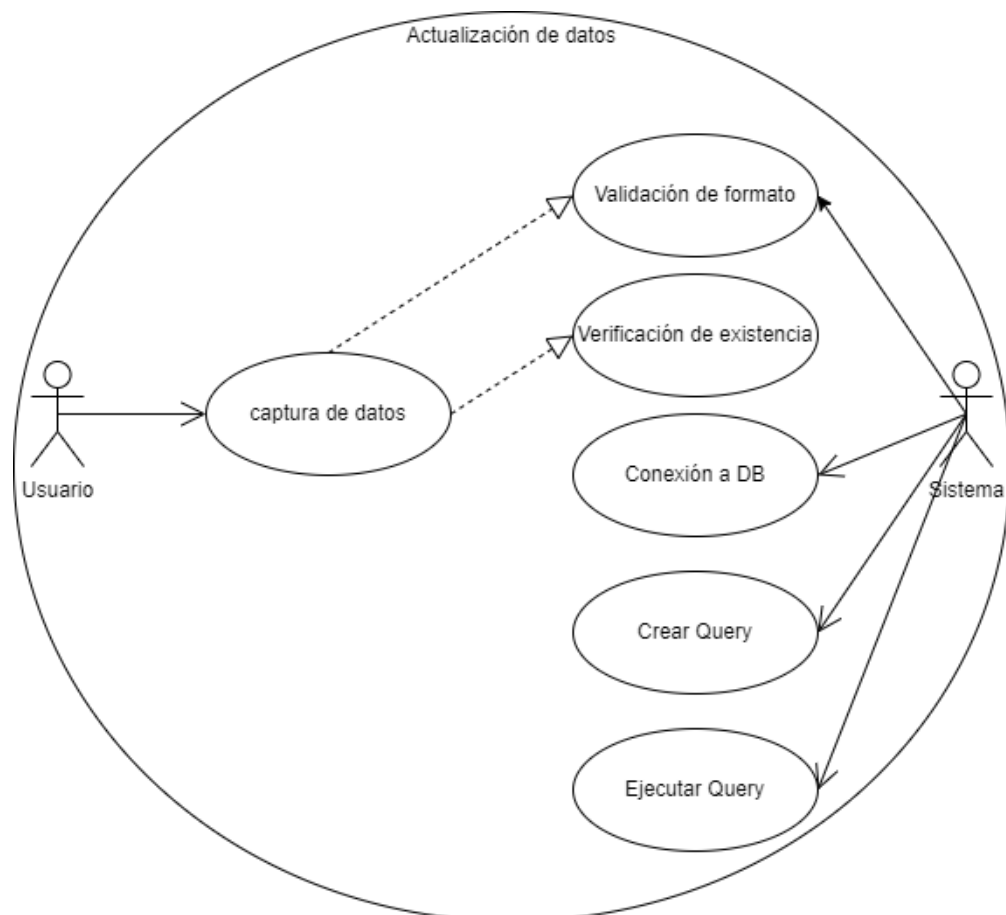 Actualización de datos
Validación de formato
Verificación de existencia
captura de datos
Conexión a DB
Usuario
Sistema
Crear Query
Ejecutar Query